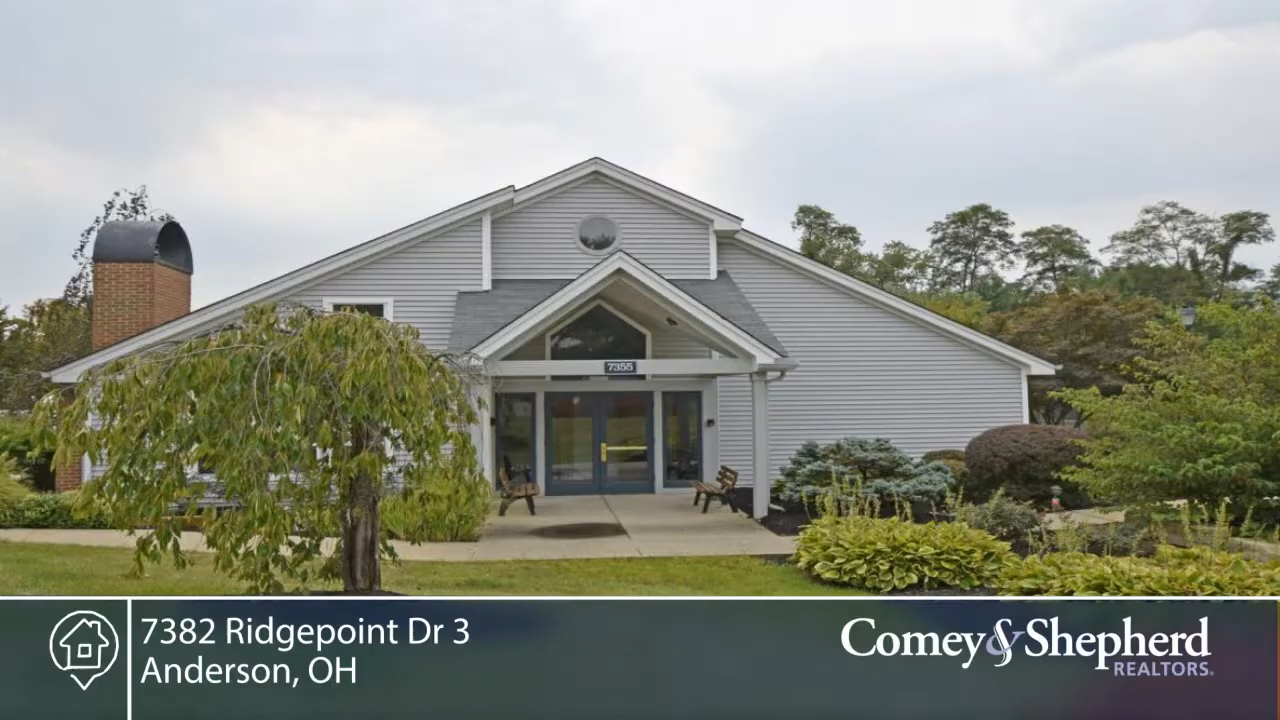 7355
7382 Ridgepoint Dr 3
Anderson, OH
Comey & Shepherd
REALTORS.